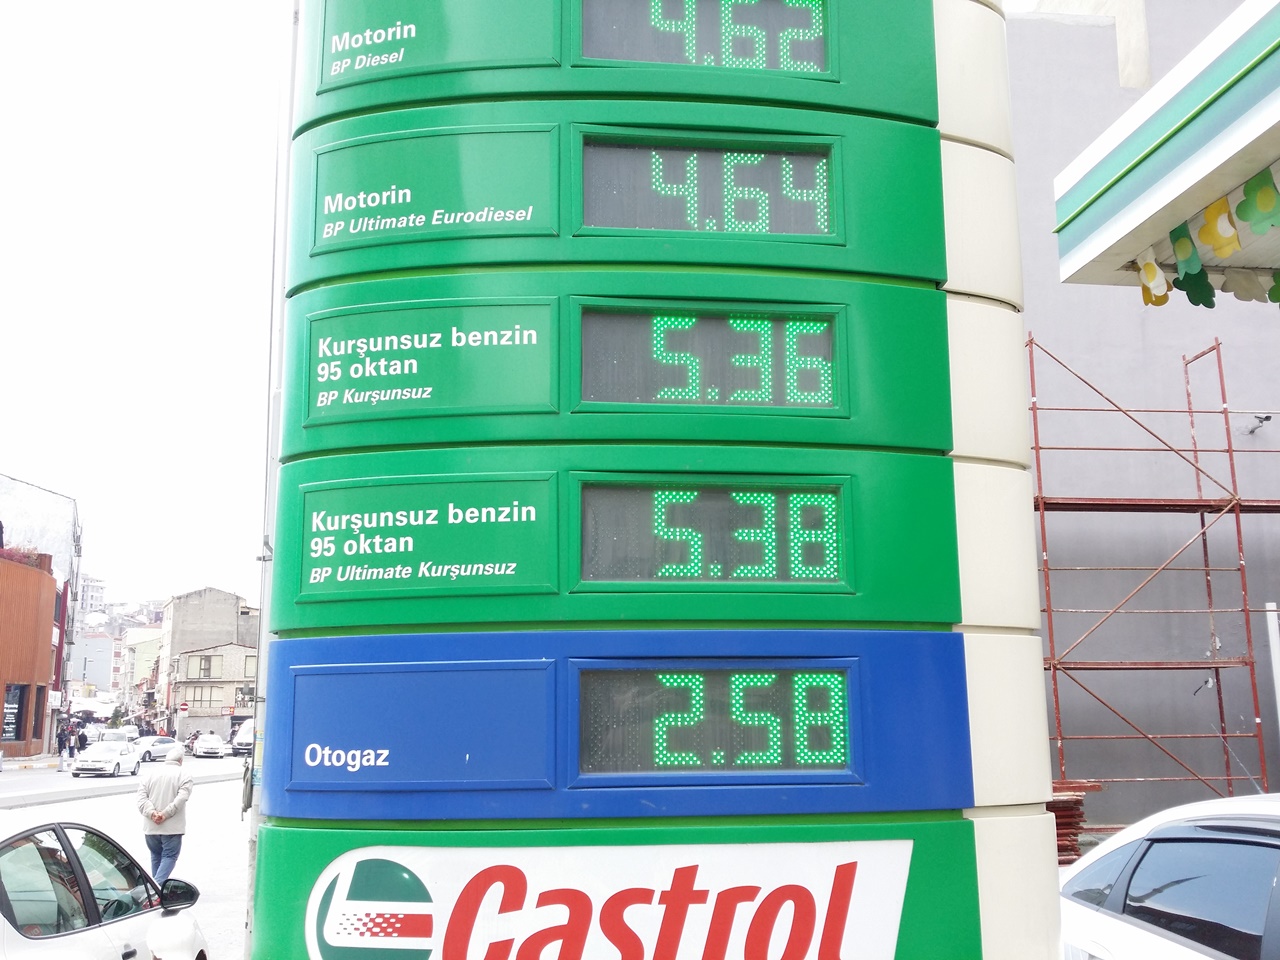 Motorin
BP Diesel
4.62
Motorin
BP Ultimate Eurodiesel
4.64
Kurşunsuz benzin
95 oktan
BP Kurşunsuz
5.36
Kurşunsuz benzin
95 oktan
BP Ultimate Kurşunsuz
5.38
Otogaz
2.58
Castrol